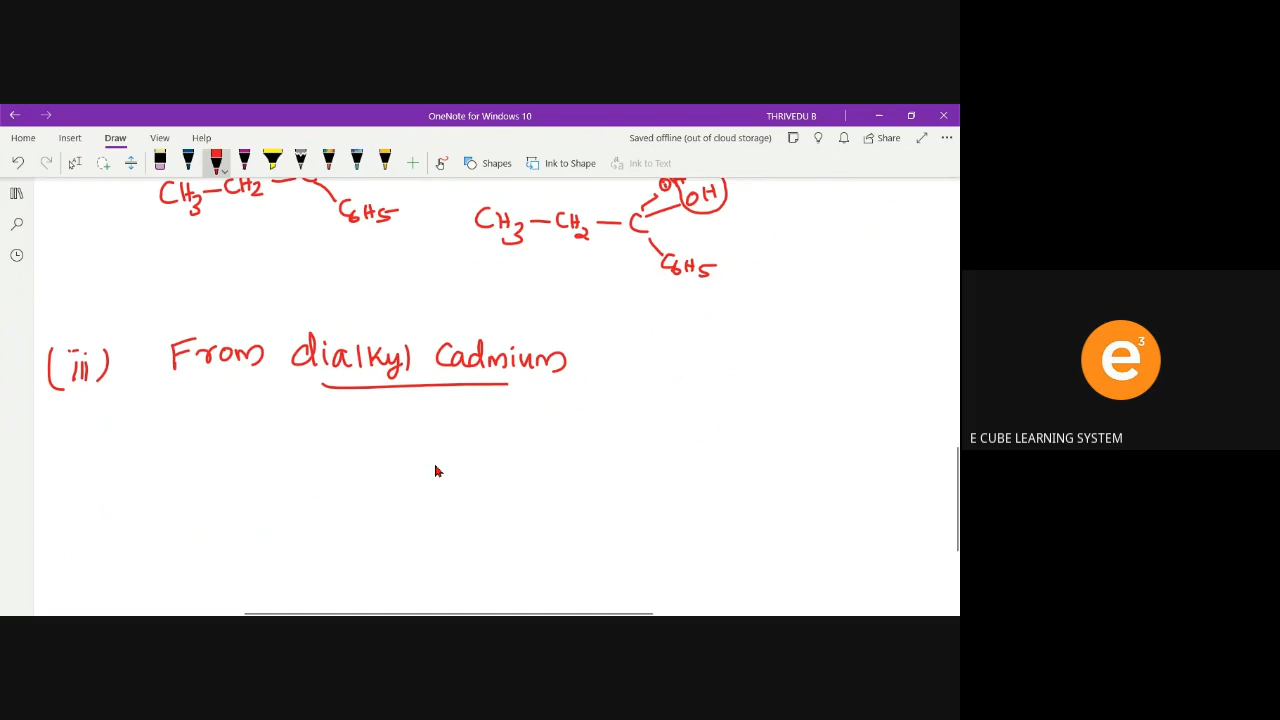 OneNote for Windows 10
THRIVEDU B
Home Insert Draw View Help
Saved offline (out of cloud storage)
Share
Shapes
Ink to Shape
Ink to Text
CH3-CH2
C6H5
OH
CH3-CH2-C
C6H5
(iii) From dialkyl Cadmium
e3
E CUBE LEARNING SYSTEM